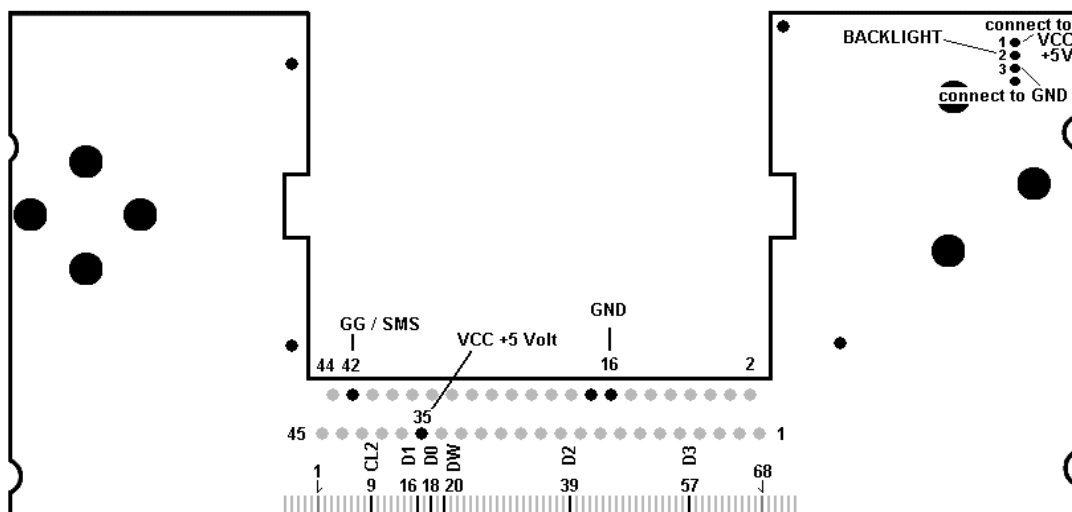 connect to
BACKLIGHT 1 VCC
2 +5V
3
connect to GND
GG / SMS
VCC +5 Volt
GND
44 42 16 2
35
45 1
CL2 D1 D0 DW D2 D3
1 68
9 16 18 20 39 57